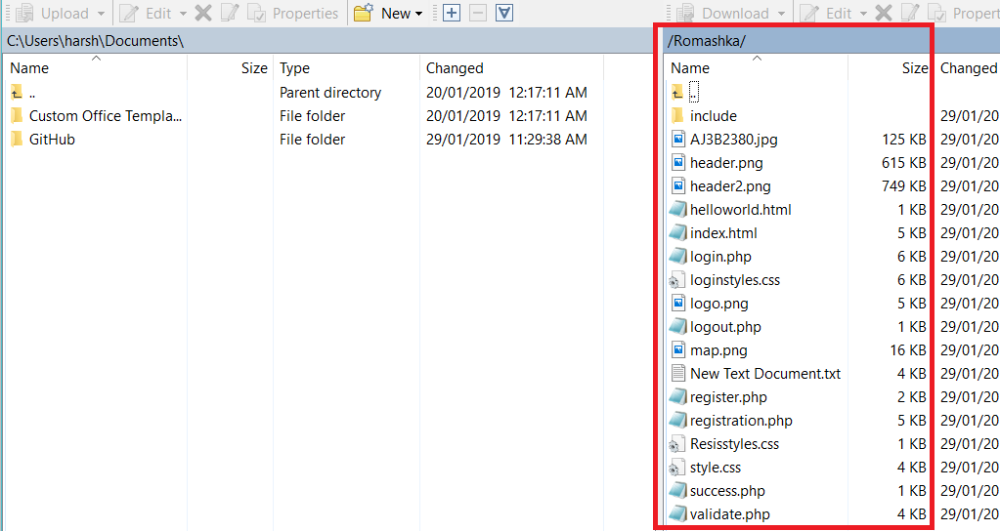 Upload Edit Properties New Download Edit Propert
C:\Users\harsh\Documents\ /Romashka/
Name Size Type Changed Name Size Changed
.. Parent directory 20/01/2019 12:17:11 AM ..
Custom Office Templa... File folder 20/01/2019 12:17:11 AM include 29/01/20
GitHub File folder 29/01/2019 11:29:38 AM AJ3B2380.jpg 125 KB 29/01/20
header.png 615 KB 29/01/20
header2.png 749 KB 29/01/20
helloworld.html 1 KB 29/01/20
index.html 5 KB 29/01/20
login.php 6 KB 29/01/20
loginstyles.css 6 KB 29/01/20
logo.png 5 KB 29/01/20
logout.php 1 KB 29/01/20
map.png 16 KB 29/01/20
New Text Document.txt 4 KB 29/01/20
register.php 2 KB 29/01/20
registration.php 5 KB 29/01/20
Resisstyles.css 1 KB 29/01/20
style.css 4 KB 29/01/20
success.php 1 KB 29/01/20
validate.php 4 KB 29/01/20